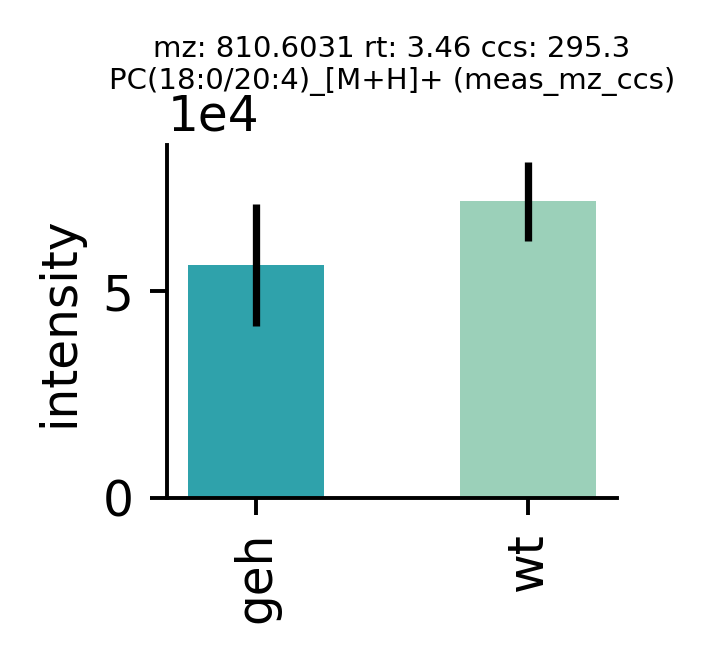 mz: 810.6031 rt: 3.46 ccs: 295.3
PC(18:0/20:4)_[M+H]+ (meas_mz_ccs)
1e4
intensity
5
0
geh
wt